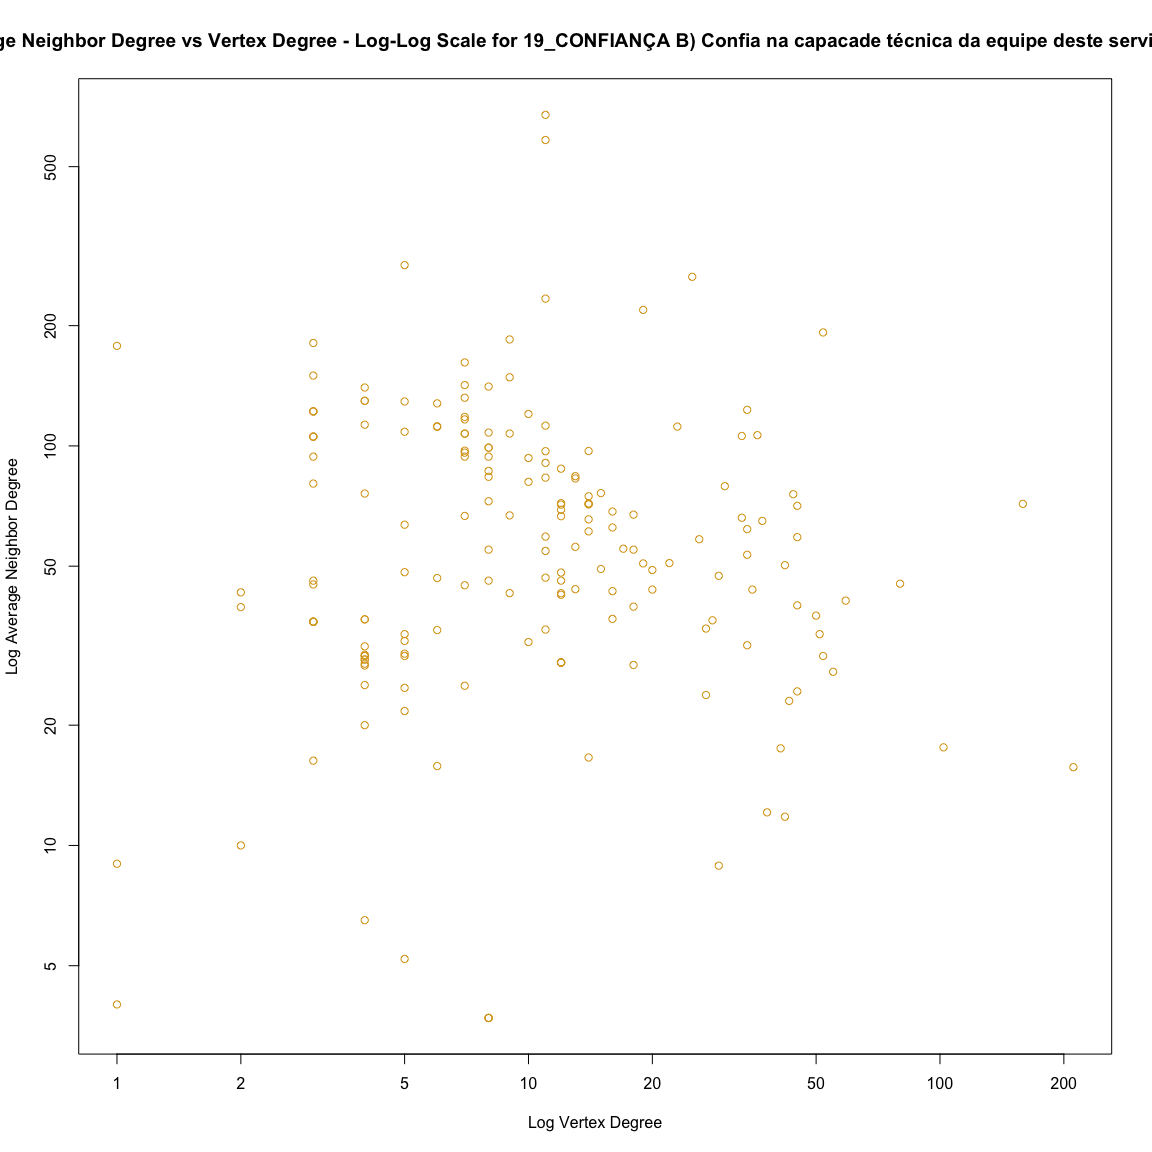 ge Neighbor Degree vs Vertex Degree - Log-Log Scale for 19_CONFIANÇA B) Confia na capacade técnica da equipe deste servi
500
200
100
50
20
10
5
Log Average Neighbor Degree
1 2 5 10 20 50 100 200
Log Vertex Degree